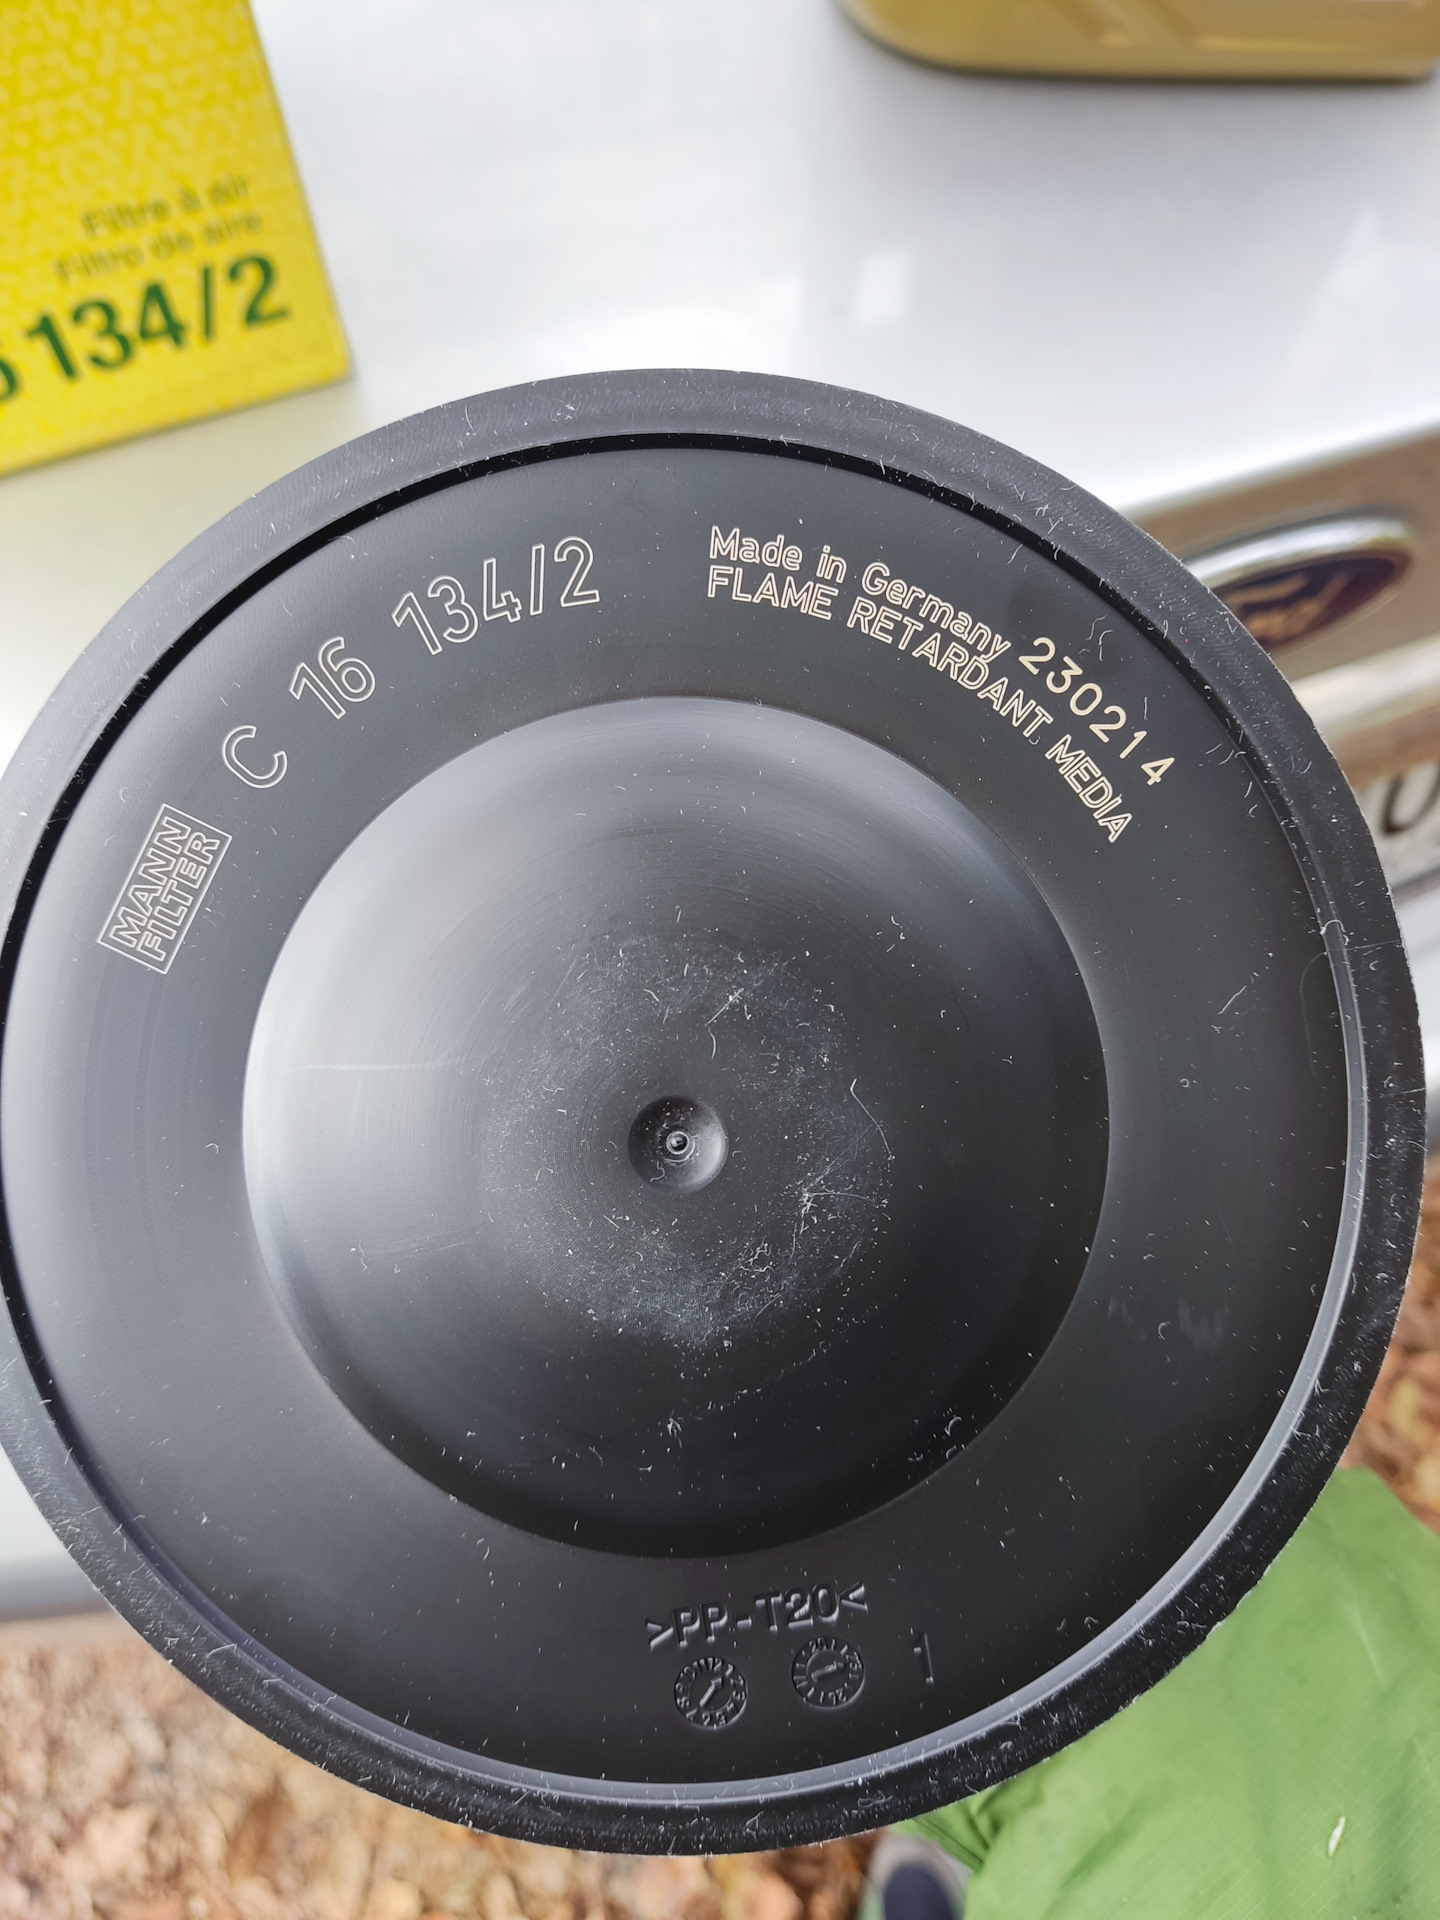 Filtre à air
Filtro de aire
134/2
MANN
FILTER
C 16 134/2
Made in Germany 230214
FLAME RETARDANT MEDIA
Ford
>PP-T20<
1